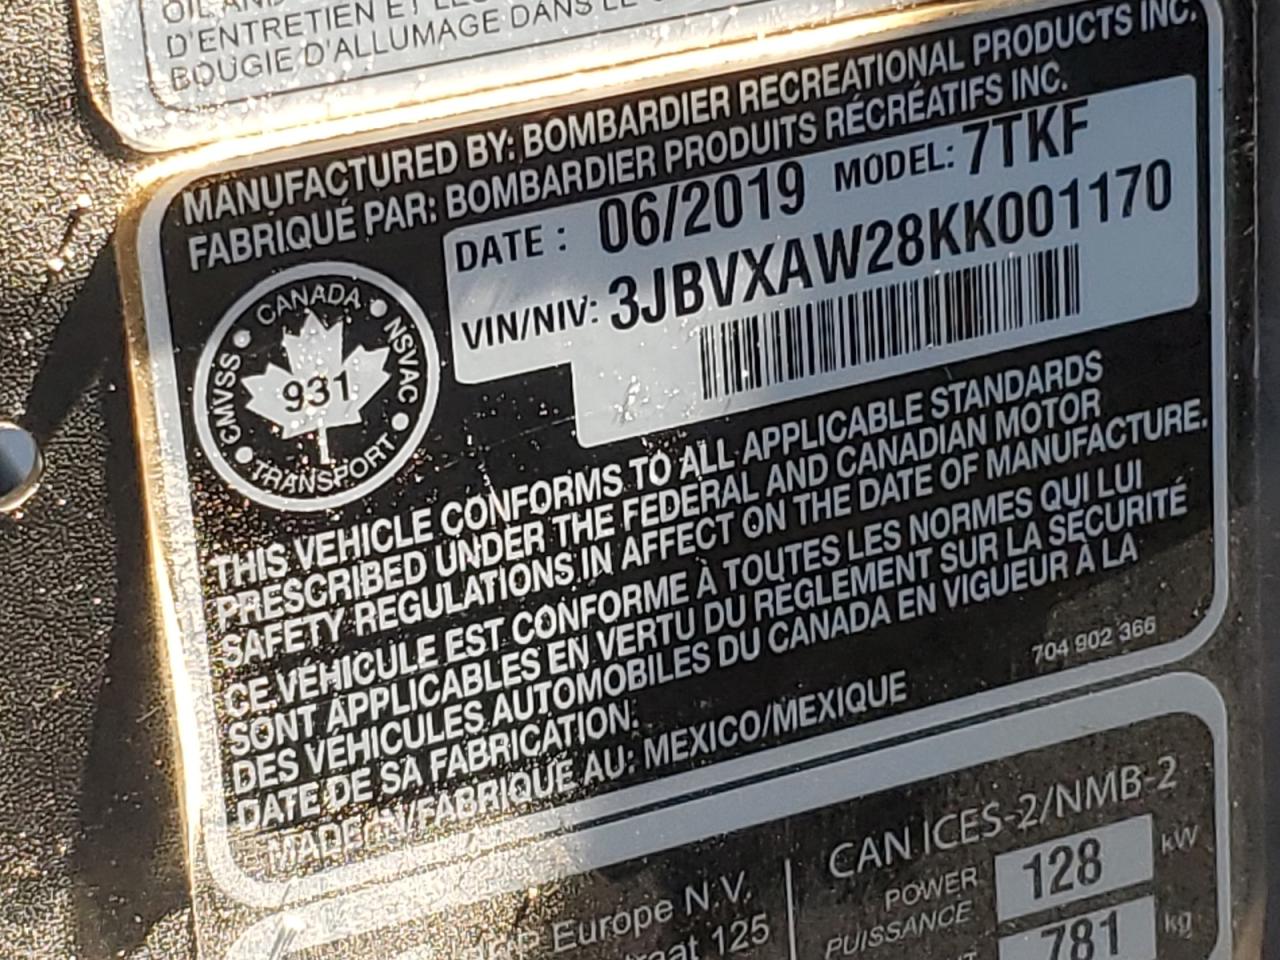 OIL AND
D'ENTRETIEN ET LES
BOUGIE D'ALLUMAGE DANS LE
MANUFACTURED BY: BOMBARDIER RECREATIONAL PRODUCTS INC.
FABRIQUÉ PAR: BOMBARDIER PRODUITS RÉCRÉATIFS INC.
DATE : 06/2019 MODEL: 7TKF
VIN/NIV: 3JBVXAW28KK001170
CANADA
CMVSS NSVAC
931
TRANSPORT
THIS VEHICLE CONFORMS TO ALL APPLICABLE STANDARDS
PRESCRIBED UNDER THE FEDERAL AND CANADIAN MOTOR
SAFETY REGULATIONS IN AFFECT ON THE DATE OF MANUFACTURE.
CE VÉHICULE EST CONFORME À TOUTES LES NORMES QUI LUI
SONT APPLICABLES EN VERTU DU RÈGLEMENT SUR LA SÉCURITÉ
DES VÉHICULES AUTOMOBILES DU CANADA EN VIGUEUR À LA
DATE DE SA FABRICATION.
704 902 366
MADE IN/FABRIQUÉ AU: MEXICO/MEXIQUE
CAN ICES-2/NMB-2
Europe N.V.
125
POWER
PUISSANCE
128 kW
781 kg